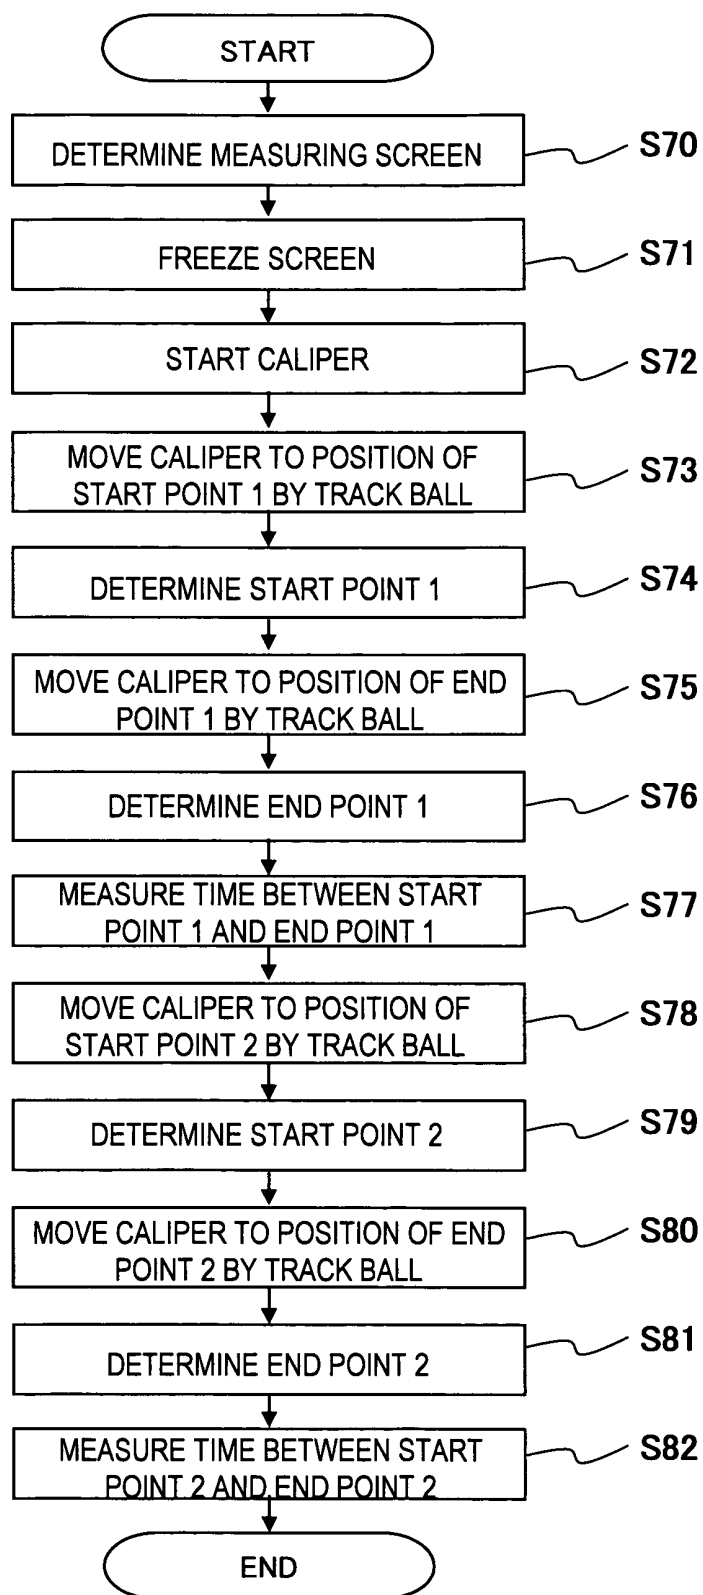 START
DETERMINE MEASURING SCREEN
S70
FREEZE SCREEN
S71
START CALIPER
S72
MOVE CALIPER TO POSITION OF
START POINT 1 BY TRACK BALL
S73
DETERMINE START POINT 1
S74
MOVE CALIPER TO POSITION OF END
POINT 1 BY TRACK BALL
S75
DETERMINE END POINT 1
S76
MEASURE TIME BETWEEN START
POINT 1 AND END POINT 1
S77
MOVE CALIPER TO POSITION OF
START POINT 2 BY TRACK BALL
S78
DETERMINE START POINT 2
S79
MOVE CALIPER TO POSITION OF END
POINT 2 BY TRACK BALL
S80
DETERMINE END POINT 2
S81
MEASURE TIME BETWEEN START
POINT 2 AND END POINT 2
S82
END